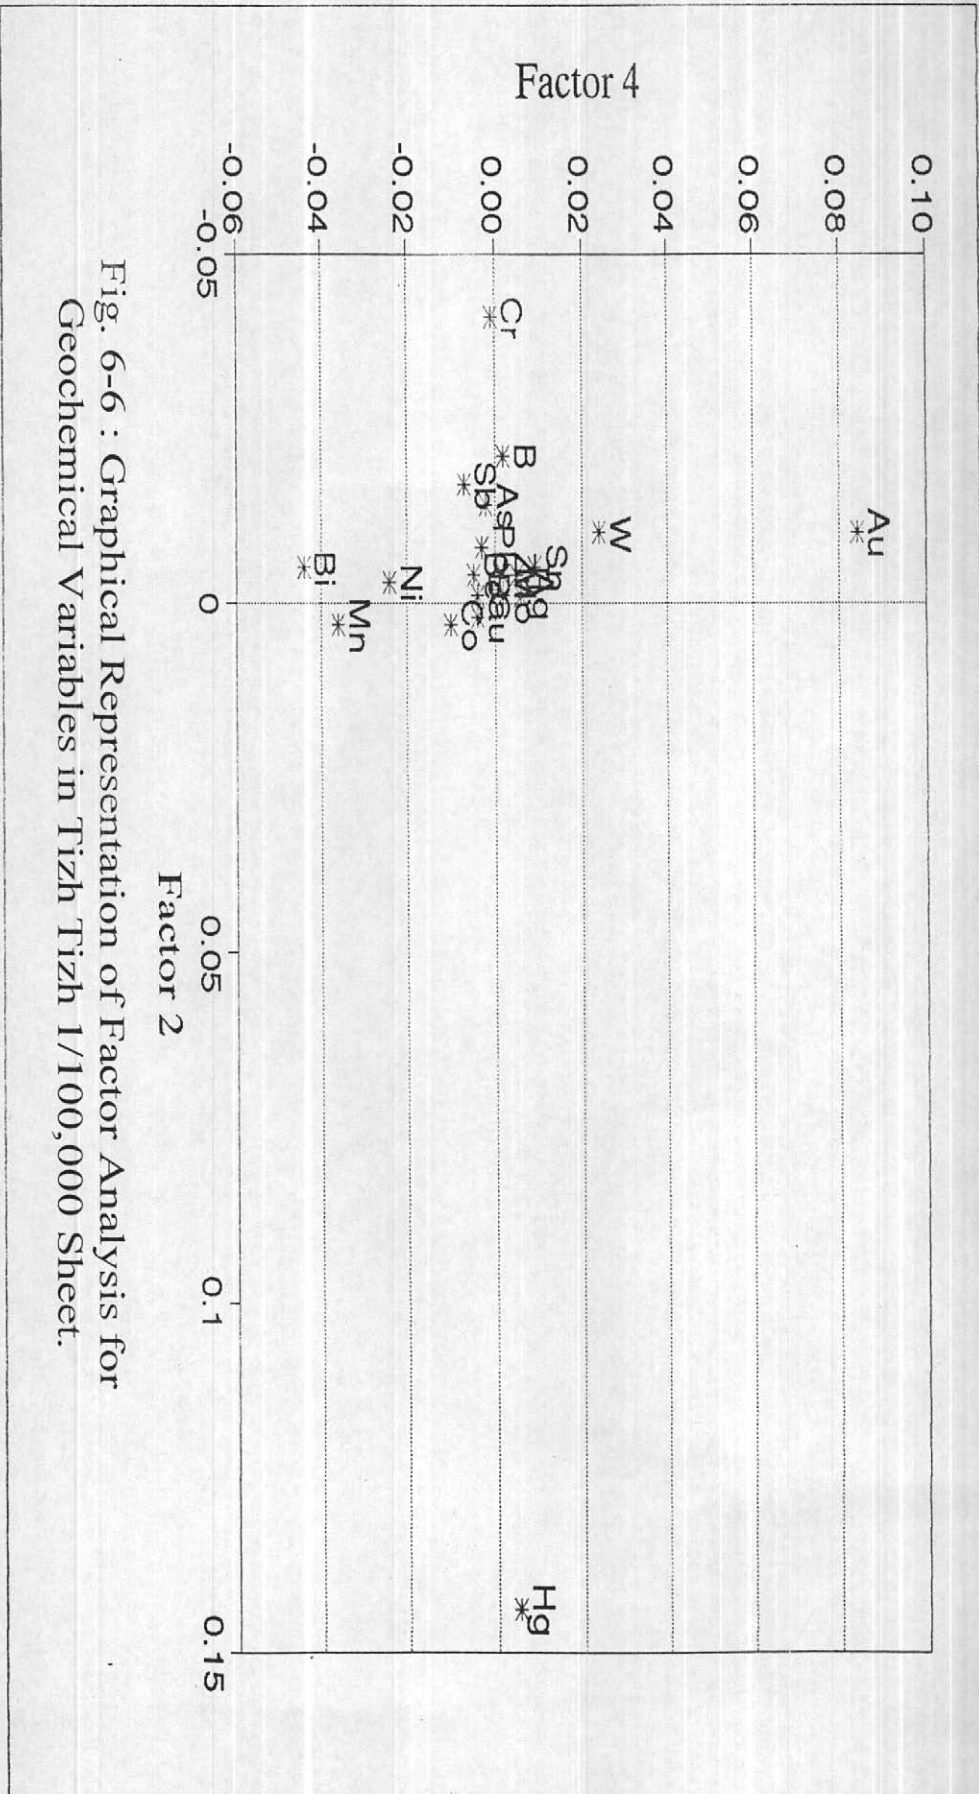 Factor 4
0.10
0.08
0.06
0.04
0.02
0.00
-0.02
-0.04
-0.06
Au
W
Sn
Ag
B
Cr
As
Sb
Hg
Co
Ni
Bi
Mn
-0.05
0
0.05
0.1
0.15
Factor 2
Fig. 6-6 : Graphical Representation of Factor Analysis for
Geochemical Variables in Tizh Tizh 1/100,000 Sheet.